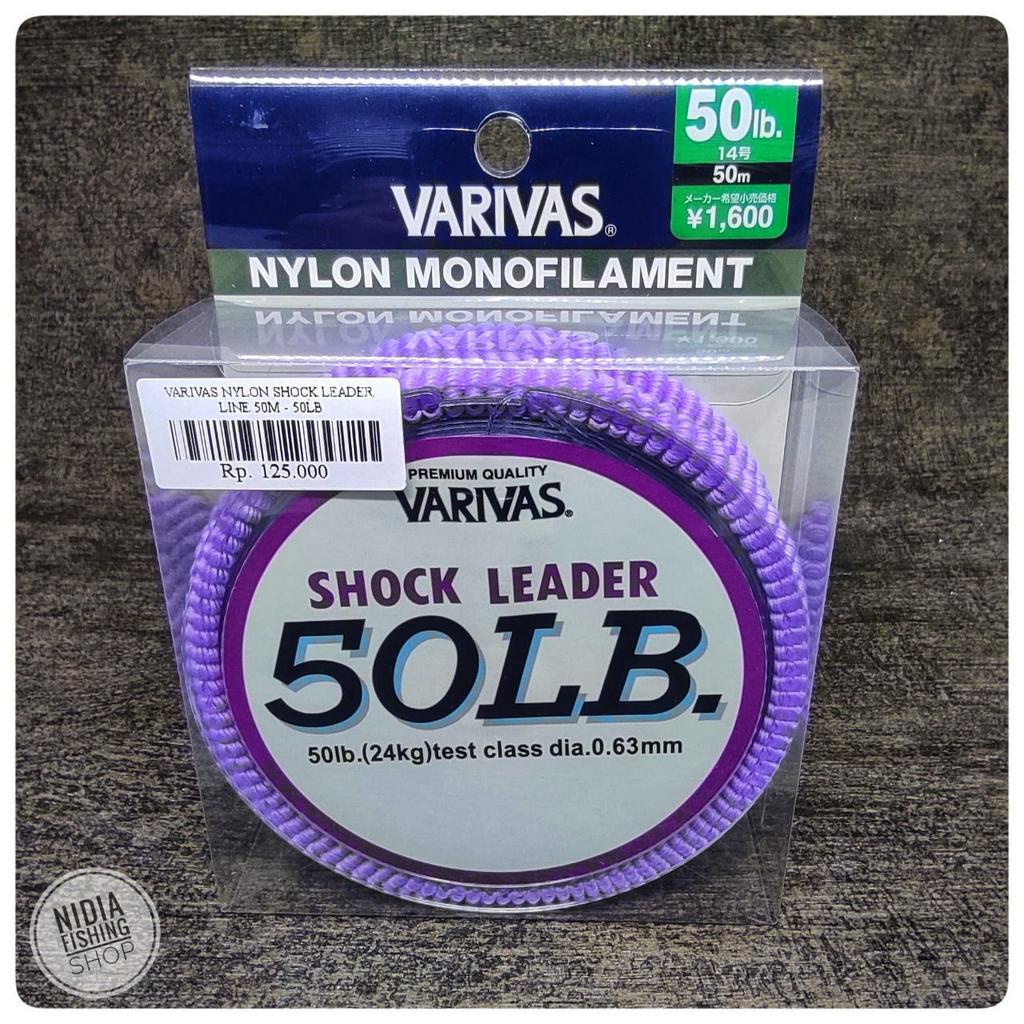 50lb.
14号
50m
メーカー希望小売価格
¥1,600
VARIVAS®
NYLON MONOFILAMENT
VARIVAS NYLON SHOCK LEADER
LINE 50M - 50LB
Rp. 125.000
PREMIUM QUALITY
VARIVAS®
SHOCK LEADER
50LB.
50lb.(24kg)test class dia.0.63mm
NIDIA
FISHING
SHOP